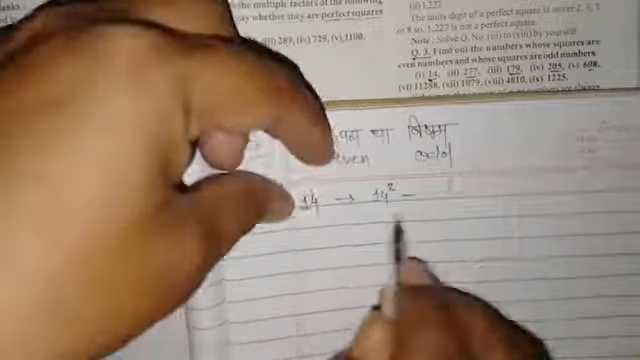 the multiple factors of the following
say whether they are perfect squares
(iii) 289, (iv) 729, (v) 1100.
(ii) 1,227
The units digit of a perfect square is never 2, 3, 7
or 8 so 1,227 is not a perfect square.
Note : Solve Q. No. (iii) to (viii) by yourself
Q. 3. Find out the numbers whose squares are
even numbers and whose squares are odd numbers.
(i) 14, (ii) 277, (iii) 179, (iv) 205, (v) 608,
(vi) 11288, (vii) 1079, (viii) 4010, (ix) 1225.
या विषम
even odd
14 → 14² -